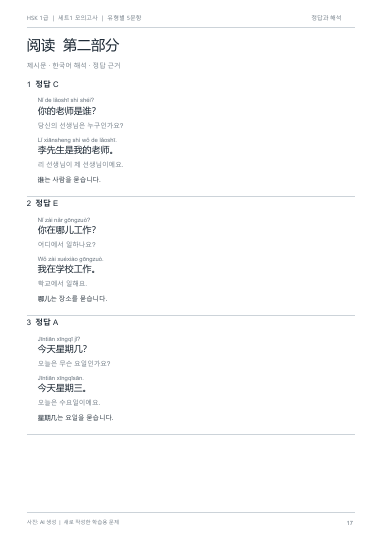 HSK 1급 | 세트1 모의고사 | 유형별 5문항
정답과 해석
阅读 第二部分
제시문 · 한국어 해석 · 정답 근거
1 정답 C
Nǐ de lǎoshī shì shéi?
你的老师是谁？
당신의 선생님은 누구인가요?
Lǐ xiānsheng shì wǒ de lǎoshī.
李先生是我的老师。
리 선생님이 제 선생님이에요.
谁는 사람을 묻습니다.
2 정답 E
Nǐ zài nǎr gōngzuò?
你在哪儿工作？
어디에서 일하나요?
Wǒ zài xuéxiào gōngzuò.
我在学校工作。
학교에서 일해요.
哪儿는 장소를 묻습니다.
3 정답 A
Jīntiān xīngqī jǐ?
今天星期几？
오늘은 무슨 요일인가요?
Jīntiān xīngqīsān.
今天星期三。
오늘은 수요일이에요.
星期几는 요일을 묻습니다.
사진: AI 생성 | 새로 작성한 학습용 문제
17